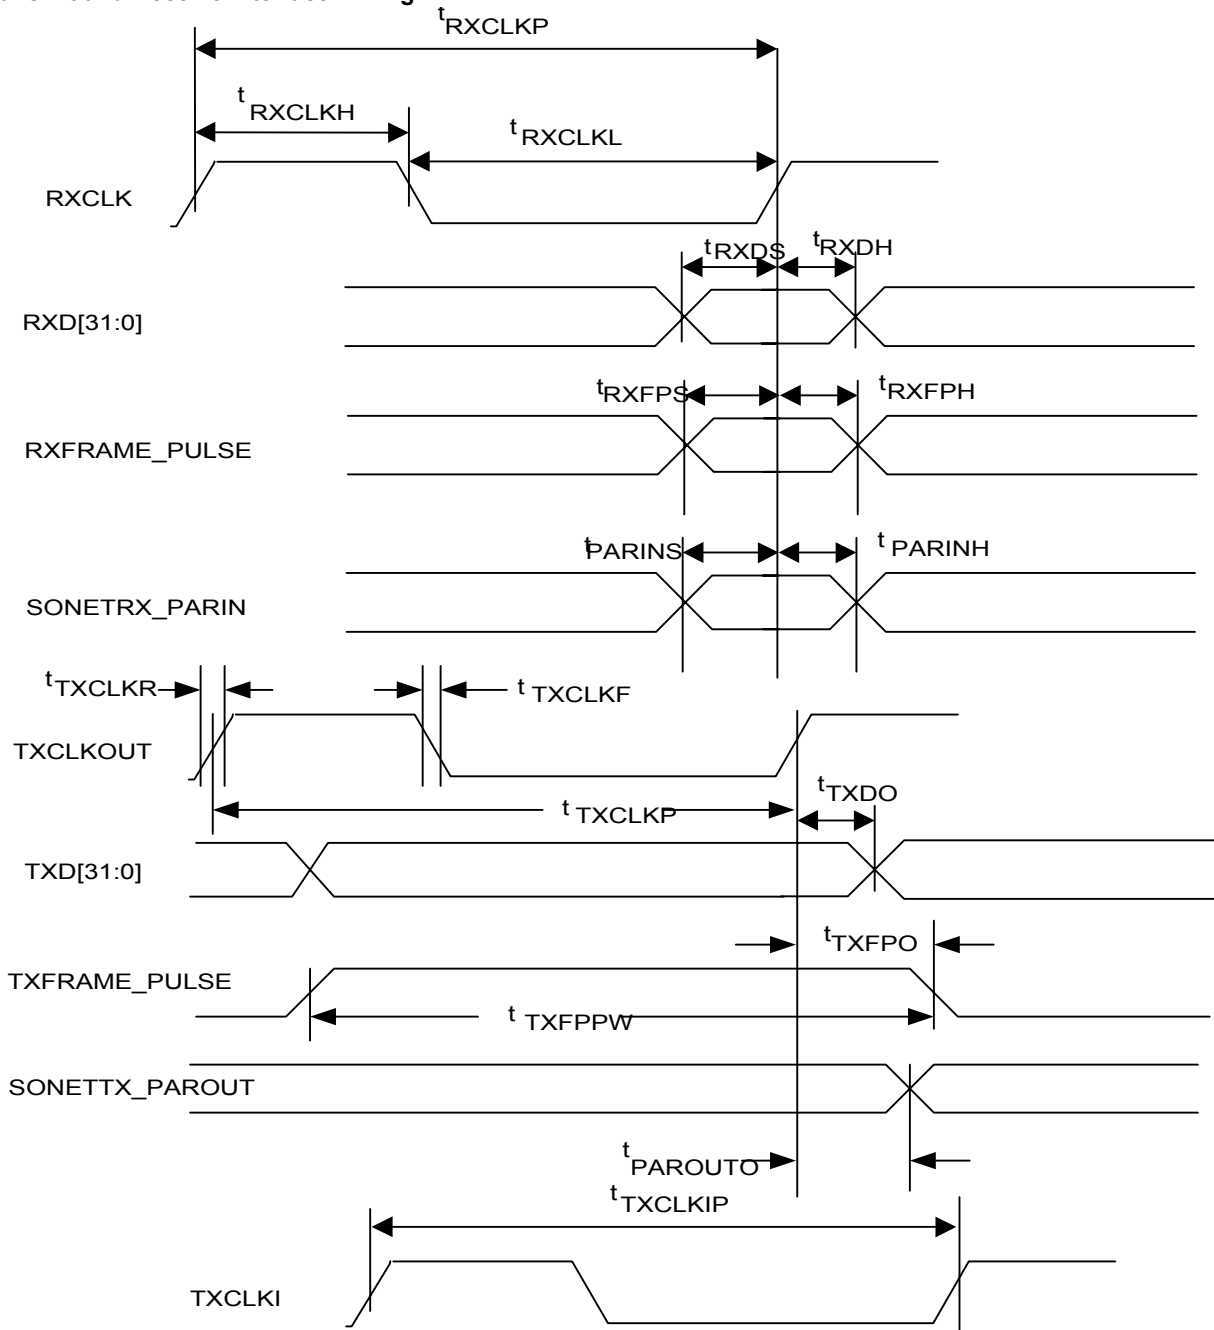 tRXCLKP
tRXCLKH
tRXCLKL
RXCLK
tRXDS tRXDH
RXD[31:0]
tRXFPS tRXFPH
RXFRAME_PULSE
tPARINS tPARINH
SONETRX_PARIN
tTXCLKR tTXCLKF
TXCLKOUT
tTXDO
tTXCLKP
TXD[31:0]
tTXFPO
TXFRAME_PULSE
tTXFPPW
SONETTX_PAROUT
tPAROUTO
tTXCLKIP
TXCLKI